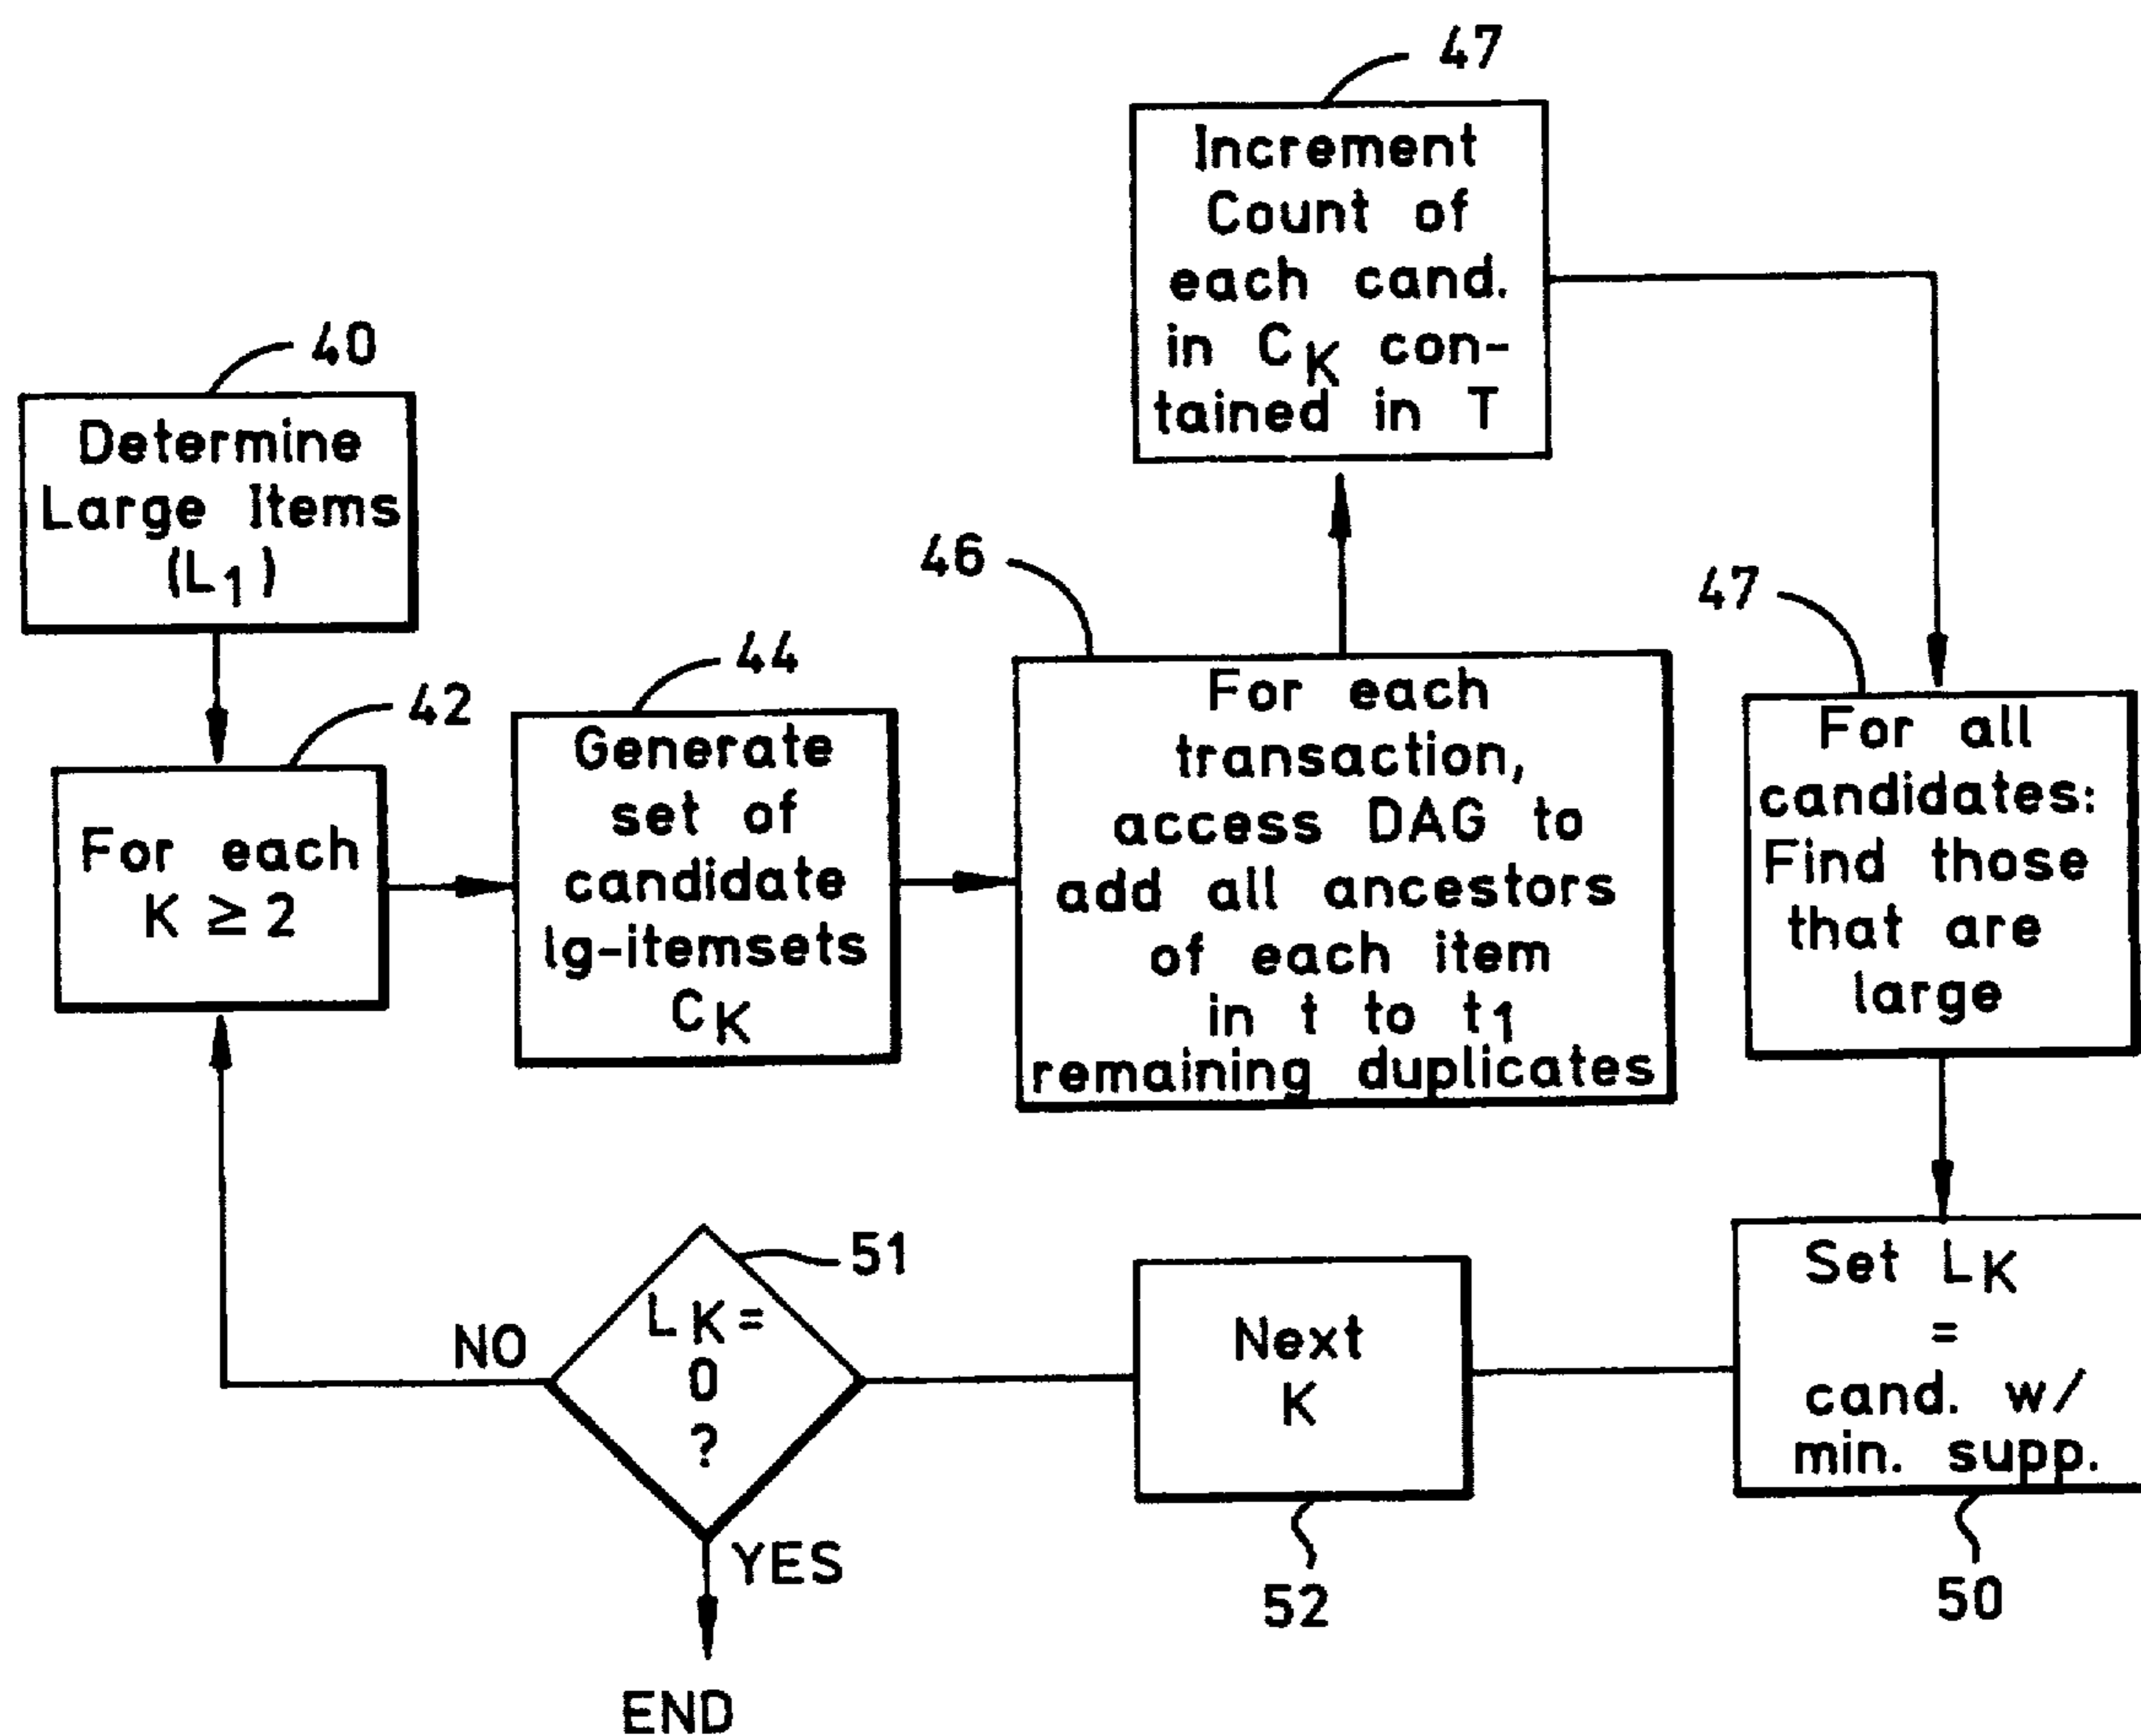 40
Determine
Large Items
(L1)
42
For each
K ≥ 2
44
Generate
set of
candidate
lg-itemsets
CK
46
For each
transaction,
access DAG to
add all ancestors
of each item
in t to t1
remaining duplicates
47
Increment
Count of
each cand.
in CK con-
tained in T
47
For all
candidates:
Find those
that are
large
Set LK
=
cand. w/
min. supp.
50
Next
K
52
51
LK=
0
?
NO
YES
END